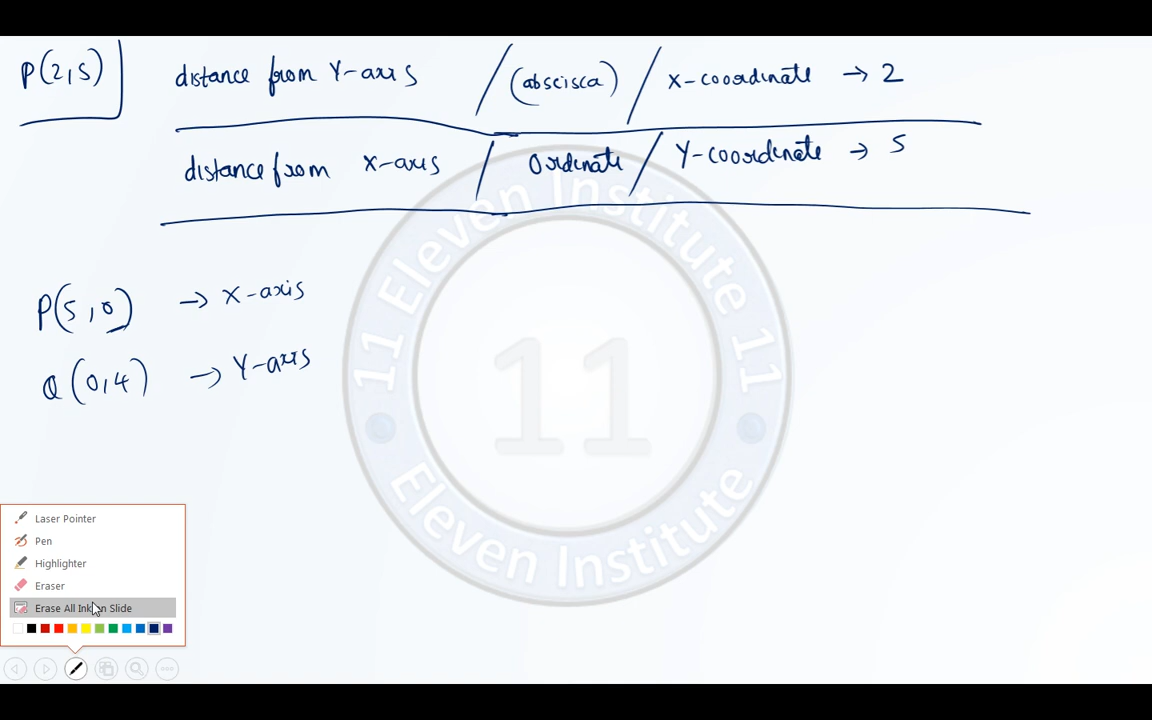 P(2,5) distance from Y-axis / (abscisca) / X-coordinate → 2
distance from X-axis / Ordinate / Y-coordinate → 5
P(5,0) → X-axis
Q(0,4) → Y-axis
11 Eleven Institute 11
11
Eleven Institute
Laser Pointer
Pen
Highlighter
Eraser
Erase All Ink on Slide